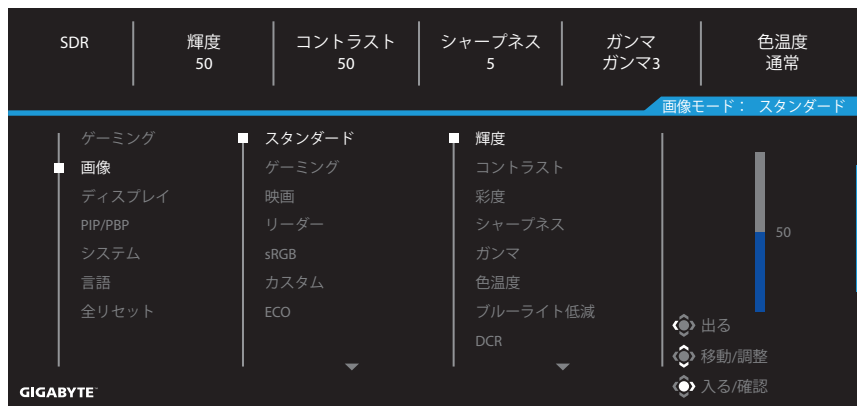 SDR
輝度
コントラスト
シャープネス
ガンマ
色温度
50
50
5
ガンマ3
通常
画像モード： スタンダード
ゲーミング
画像
ディスプレイ
PIP/PBP
システム
言語
全リセット
スタンダード
ゲーミング
映画
リーダー
sRGB
カスタム
ECO
輝度
コントラスト
彩度
シャープネス
ガンマ
色温度
ブルーライト低減
DCR
50
出る
移動/調整
入る/確認
GIGABYTE™